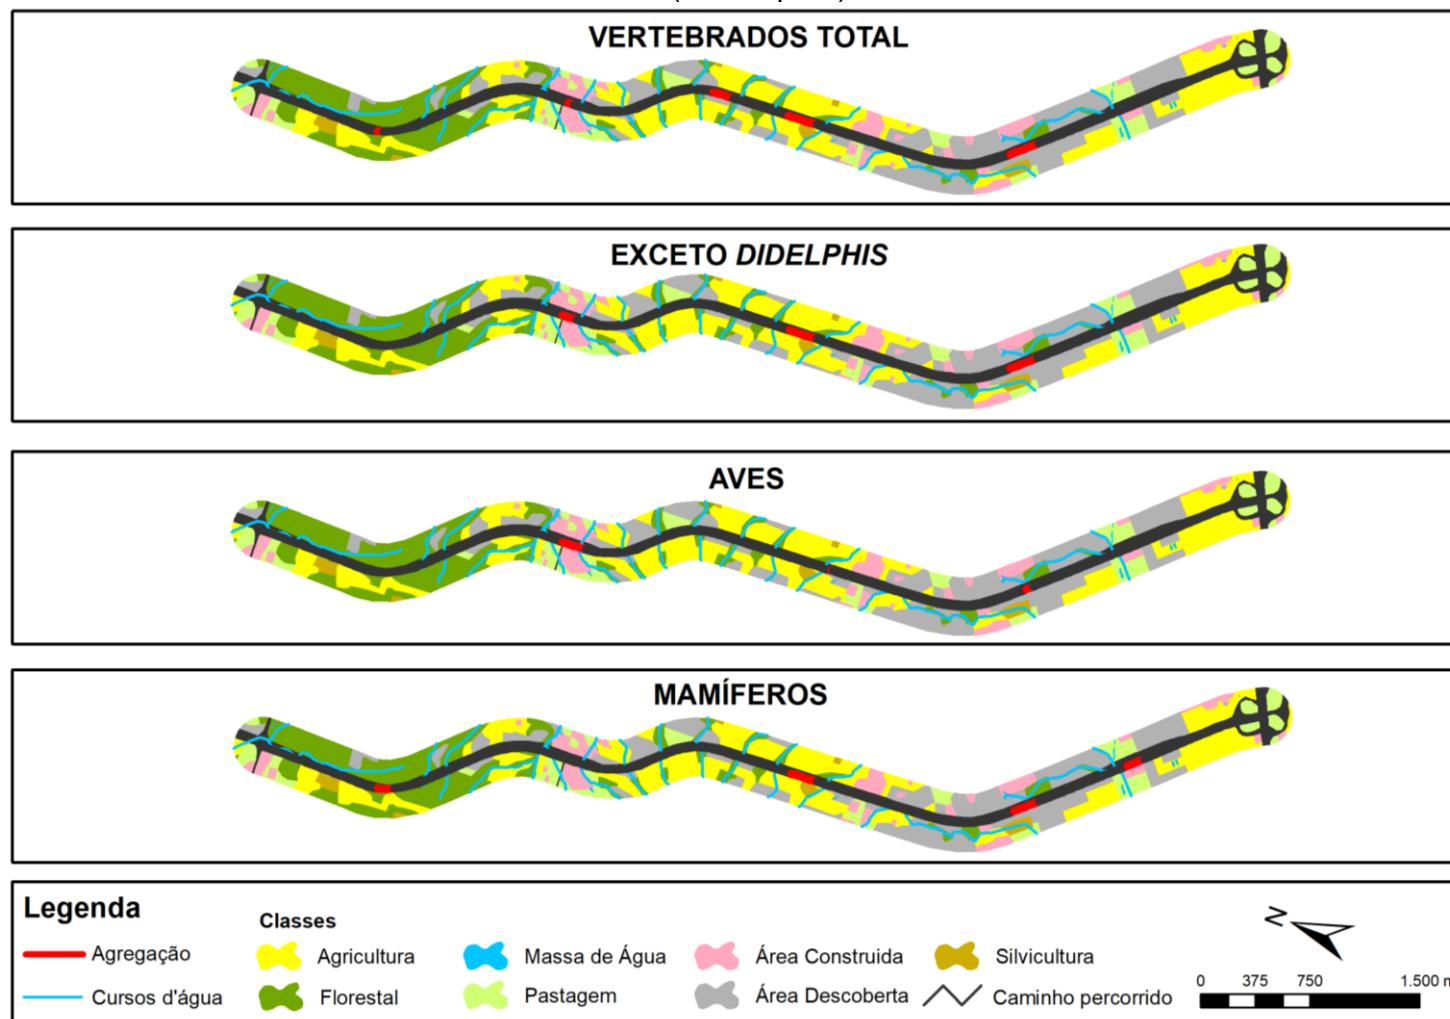 VERTEBRADOS TOTAL
EXCETO DIDELPHIS
AVES
MAMÍFEROS
Legenda
Classes
N
Agregação
Agricultura
Massa de Água
Área Construida
Silvicultura
Cursos d'água
Florestal
Pastagem
Área Descoberta
Caminho percorrido
0 375 750 1.500 m